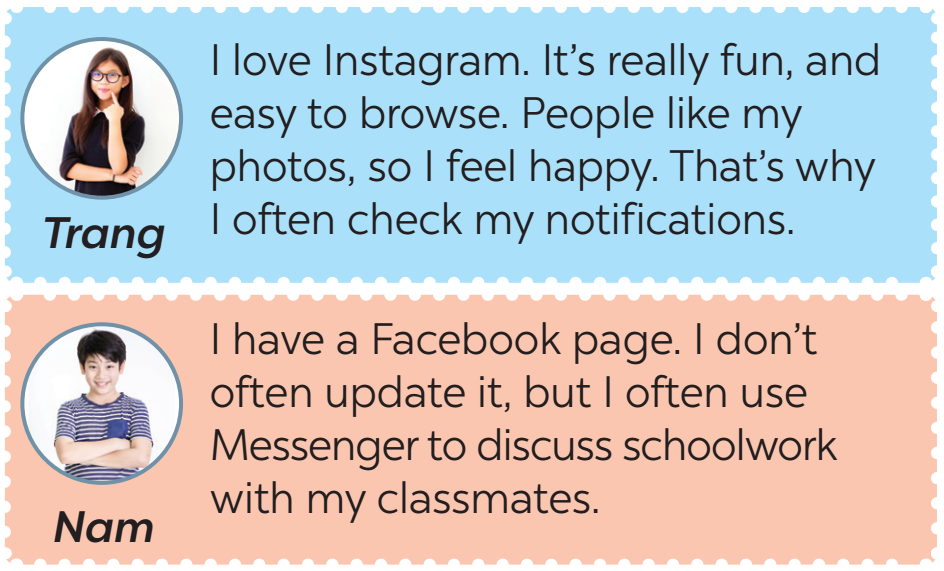 I love Instagram. It’s really fun, and
easy to browse. People like my
photos, so I feel happy. That’s why
I often check my notifications.
Trang
I have a Facebook page. I don’t
often update it, but I often use
Messenger to discuss schoolwork
with my classmates.
Nam